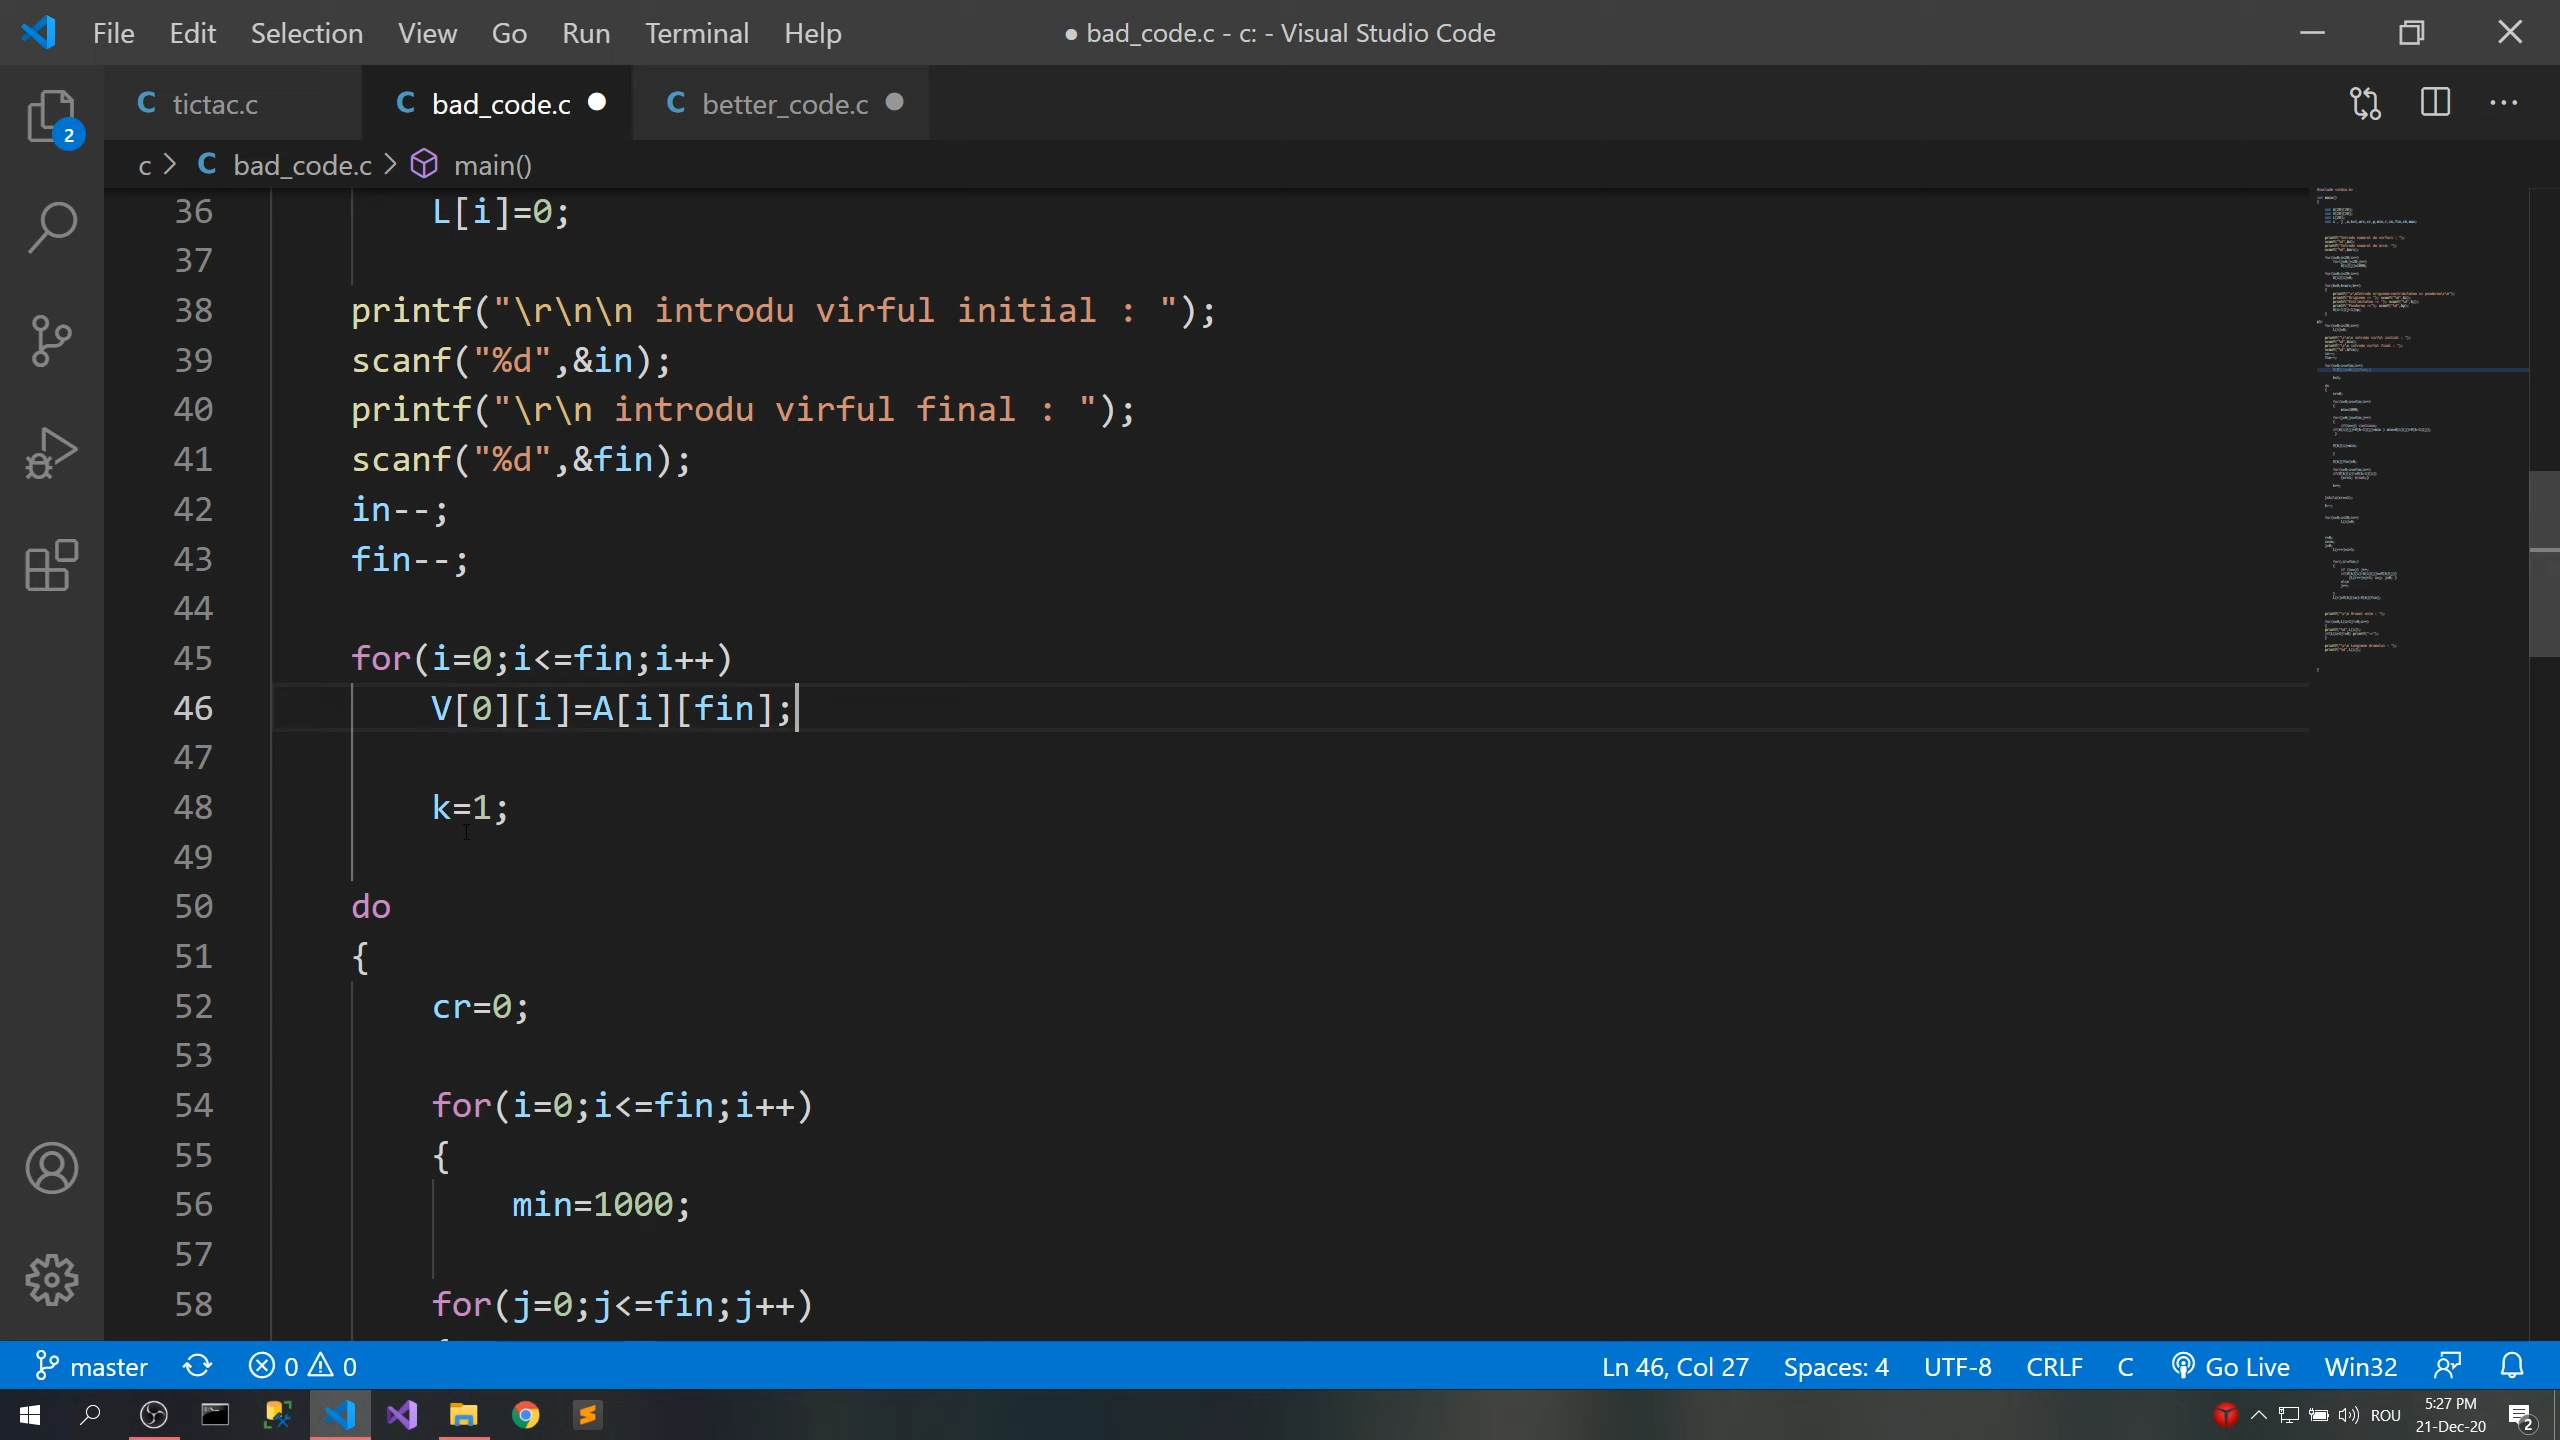 File Edit Selection View Go Run Terminal Help
● bad_code.c - c: - Visual Studio Code
2
C tictac.c
C bad_code.c
C better_code.c
c > C bad_code.c > main()
36 L[i]=0;
37
38 printf("\r\n\n introdu virful initial : ");
39 scanf("%d",&in);
40 printf("\r\n introdu virful final : ");
41 scanf("%d",&fin);
42 in--;
43 fin--;
44
45 for(i=0;i<=fin;i++)
46 V[0][i]=A[i][fin];
47
48 k=1;
49
50 do
51 {
52 cr=0;
53
54 for(i=0;i<=fin;i++)
55 {
56 min=1000;
57
58 for(j=0;j<=fin;j++)
master 0 0 Ln 46, Col 27 Spaces: 4 UTF-8 CRLF C Go Live Win32
ROU
5:27 PM
21-Dec-20
2